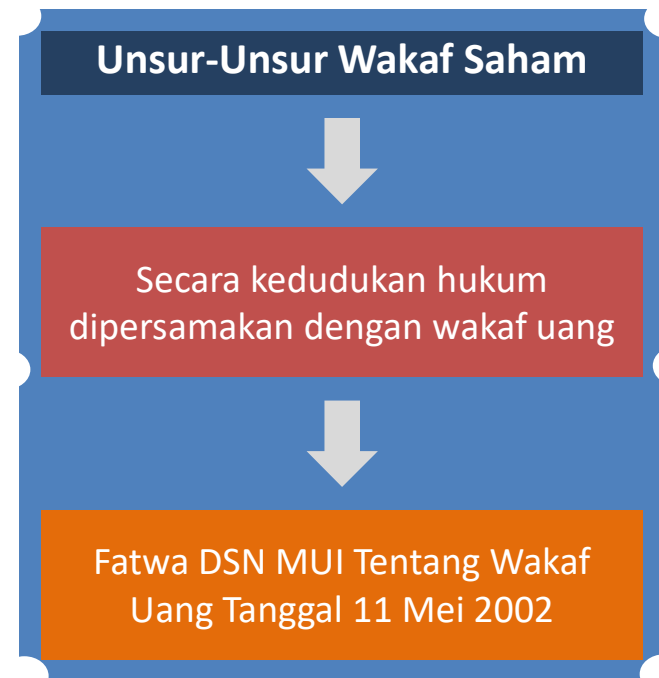 Unsur-Unsur Wakaf Saham
Secara kedudukan hukum
dipersamakan dengan wakaf uang
Fatwa DSN MUI Tentang Wakaf
Uang Tanggal 11 Mei 2002